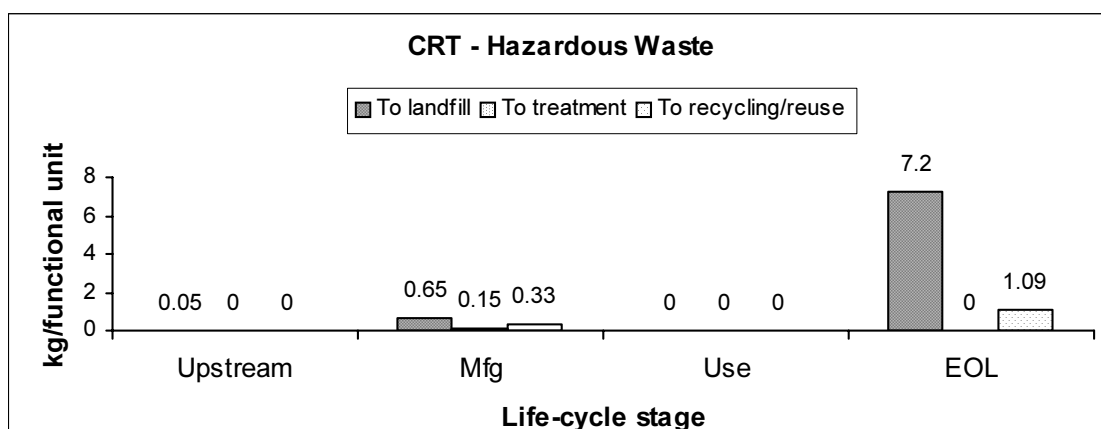 CRT - Hazardous Waste
To landfill To treatment To recycling/reuse
kg/functional unit
8
6
4
2
0
0.05 0 0
0.65 0.15 0.33
0 0 0
7.2 0 1.09
Upstream Mfg Use EOL
Life-cycle stage